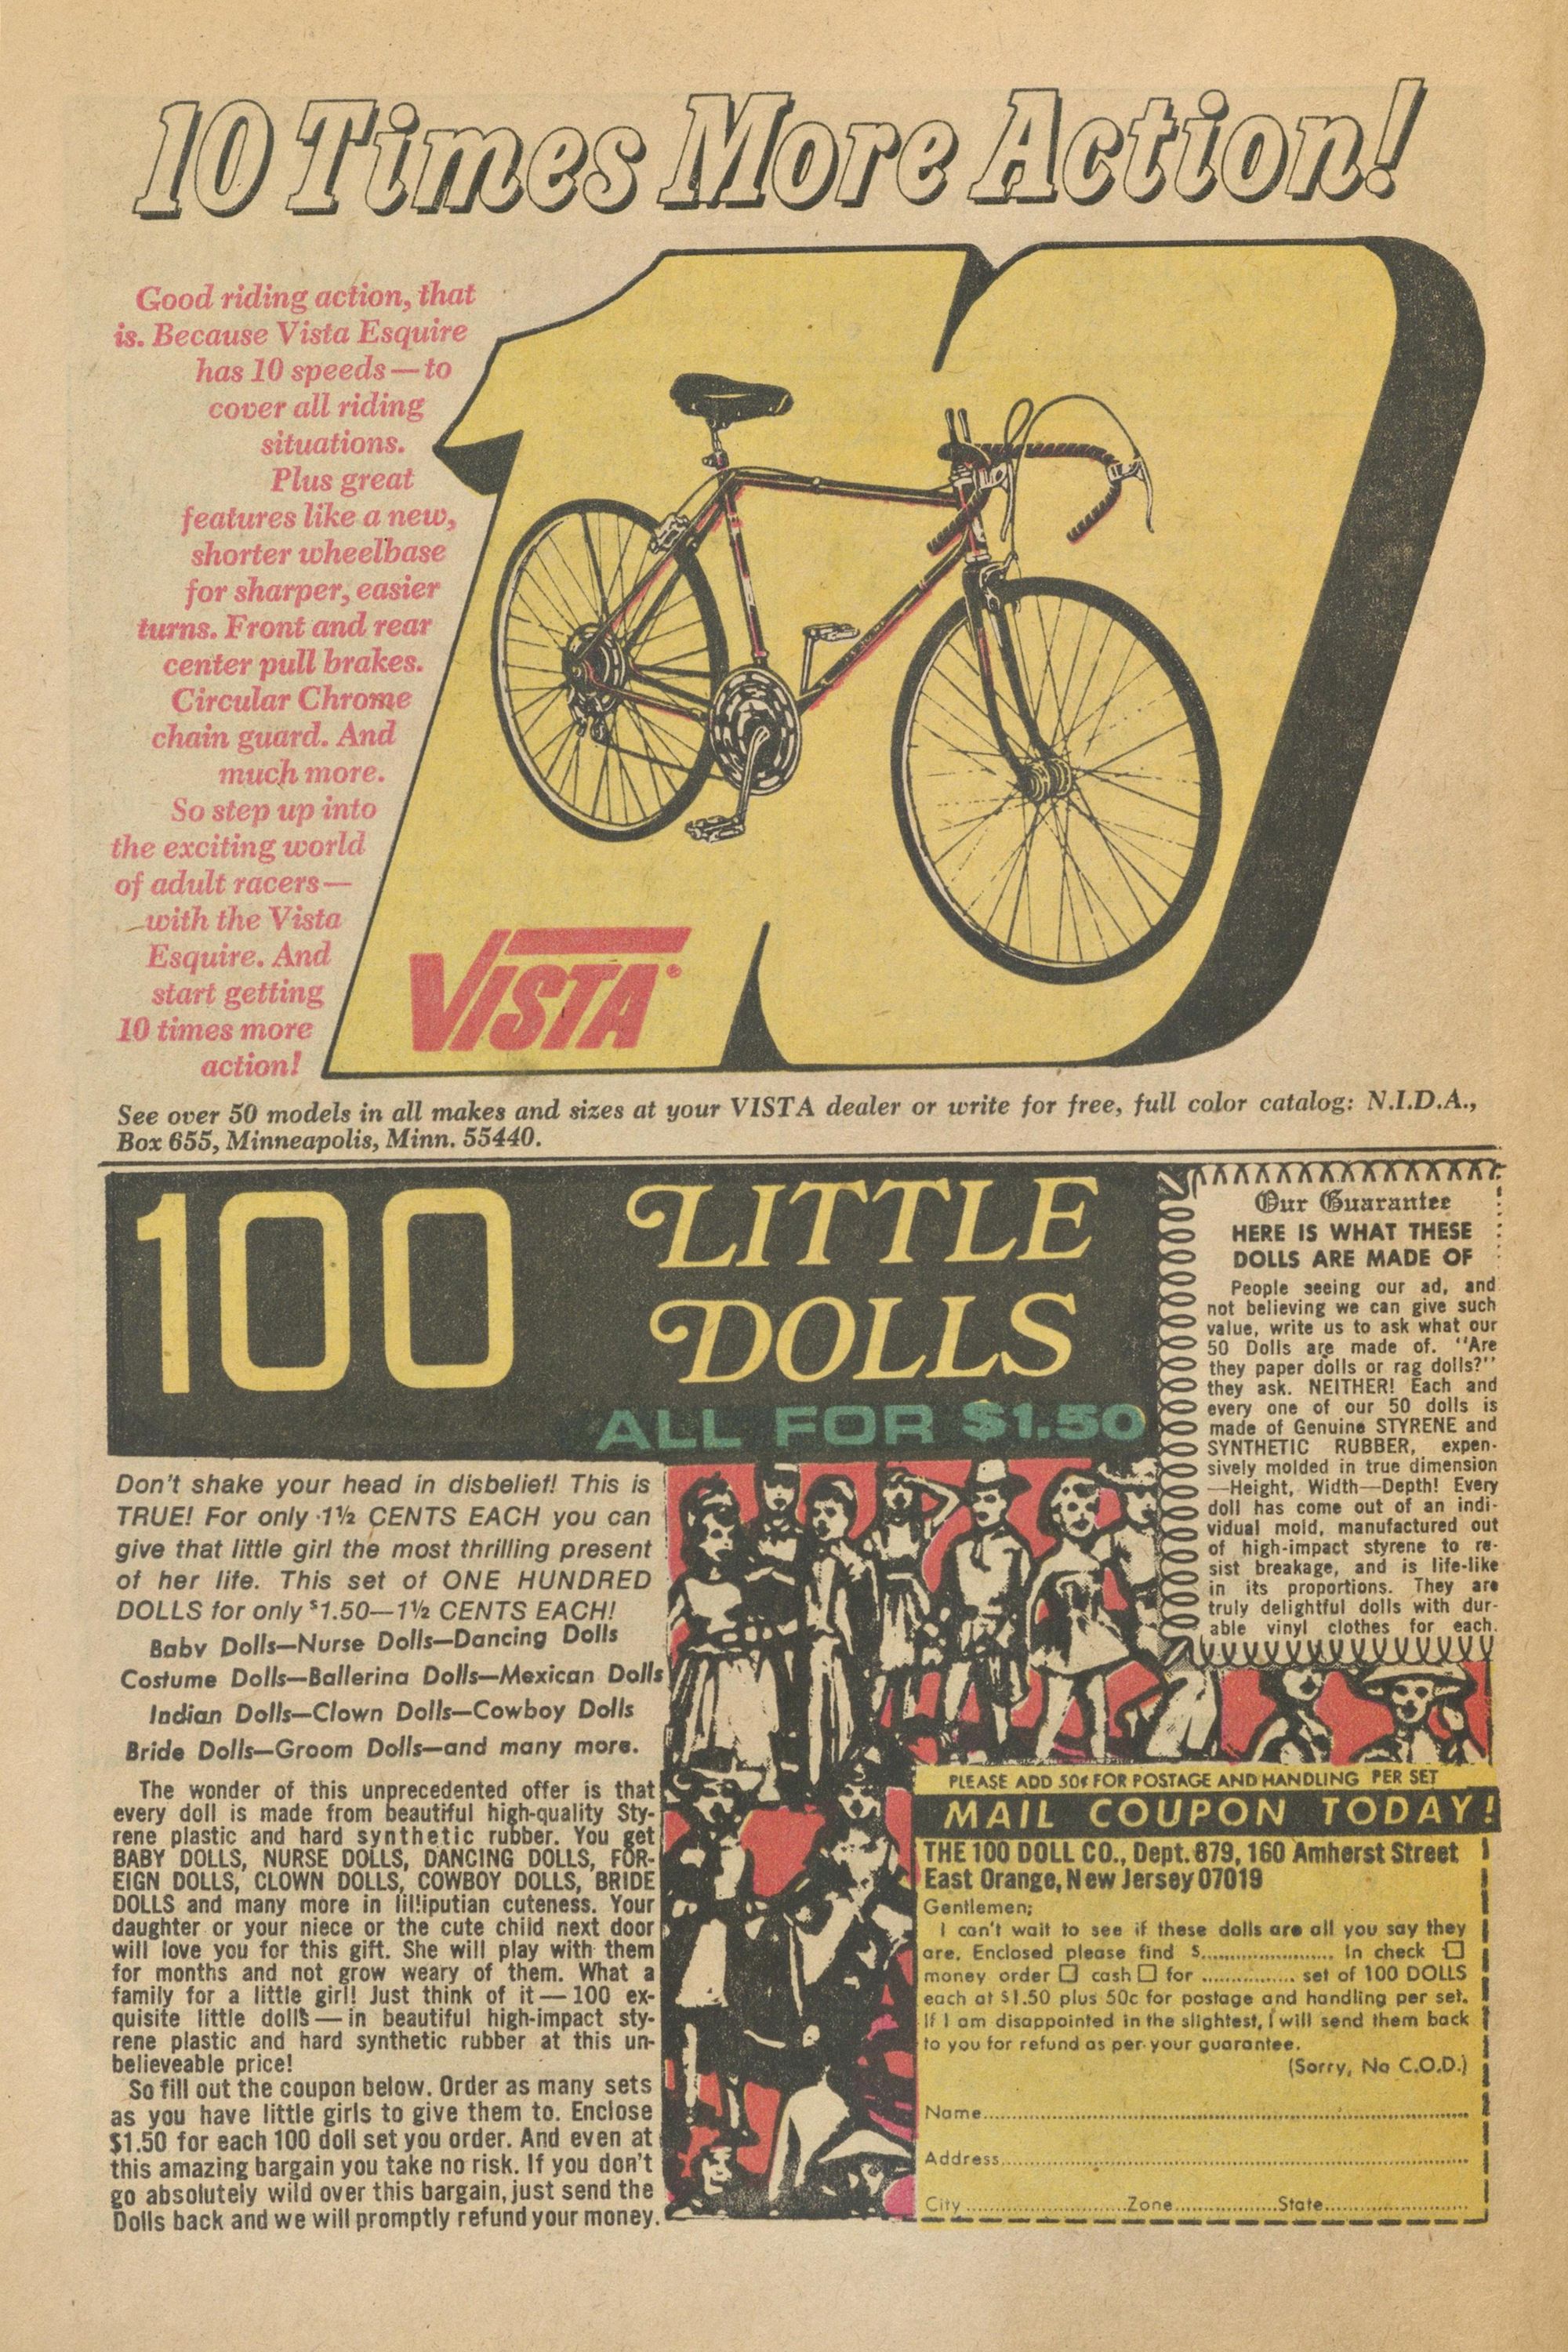 10 Times More Action!
Good riding action, that
is. Because Vista Esquire
has 10 speeds—to
cover all riding
situations.
Plus great
features like a new,
shorter wheelbase
for sharper, easier
turns. Front and rear
center pull brakes.
Circular Chrome
chain guard. And
much more.
So step up into
the exciting world
of adult racers—
with the Vista
Esquire. And
start getting
10 times more
action!
VISTA
See over 50 models in all makes and sizes at your VISTA dealer or write for free, full color catalog: N.I.D.A.,
Box 655, Minneapolis, Minn. 55440.
100
LITTLE
DOLLS
ALL FOR $1.50
Our Guarantee
HERE IS WHAT THESE
DOLLS ARE MADE OF
People seeing our ad, and
not believing we can give such
value, write us to ask what our
50 Dolls are made of. "Are
they paper dolls or rag dolls?"
they ask. NEITHER! Each and
every one of our 50 dolls is
made of Genuine STYRENE and
SYNTHETIC RUBBER, expen-
sively molded in true dimension
—Height, Width—Depth! Every
doll has come out of an indi-
vidual mold, manufactured out
of high-impact styrene to re-
sist breakage, and is life-like
in its proportions. They are
truly delightful dolls with dur-
able vinyl clothes for each.
Don't shake your head in disbelief! This is
TRUE! For only 1½ CENTS EACH you can
give that little girl the most thrilling present
of her life. This set of ONE HUNDRED
DOLLS for only $1.50—1½ CENTS EACH!
Baby Dolls—Nurse Dolls—Dancing Dolls
Costume Dolls—Ballerina Dolls—Mexican Dolls
Indian Dolls—Clown Dolls—Cowboy Dolls
Bride Dolls—Groom Dolls—and many more.
The wonder of this unprecedented offer is that
every doll is made from beautiful high-quality Sty-
rene plastic and hard synthetic rubber. You get
BABY DOLLS, NURSE DOLLS, DANCING DOLLS, FOR-
EIGN DOLLS, CLOWN DOLLS, COWBOY DOLLS, BRIDE
DOLLS and many more in lilliputian cuteness. Your
daughter or your niece or the cute child next door
will love you for this gift. She will play with them
for months and not grow weary of them. What a
family for a little girl! Just think of it—100 ex-
quisite little dolls—in beautiful high-impact sty-
rene plastic and hard synthetic rubber at this un-
believeable price!
So fill out the coupon below. Order as many sets
as you have little girls to give them to. Enclose
$1.50 for each 100 doll set you order. And even at
this amazing bargain you take no risk. If you don't
go absolutely wild over this bargain, just send the
Dolls back and we will promptly refund your money.
PLEASE ADD 50¢ FOR POSTAGE AND HANDLING PER SET
MAIL COUPON TODAY!
THE 100 DOLL CO., Dept. 879, 160 Amherst Street
East Orange, New Jersey 07019
Gentlemen;
I can't wait to see if these dolls are all you say they
are. Enclosed please find $...................... In check ☐
money order ☐ cash ☐ for ................ set of 100 DOLLS
each at $1.50 plus 50c for postage and handling per set.
If I am disappointed in the slightest, I will send them back
to you for refund as per your guarantee.
(Sorry, No C.O.D.)
Name......................................................
Address...................................................
City..........................Zone.................State........................